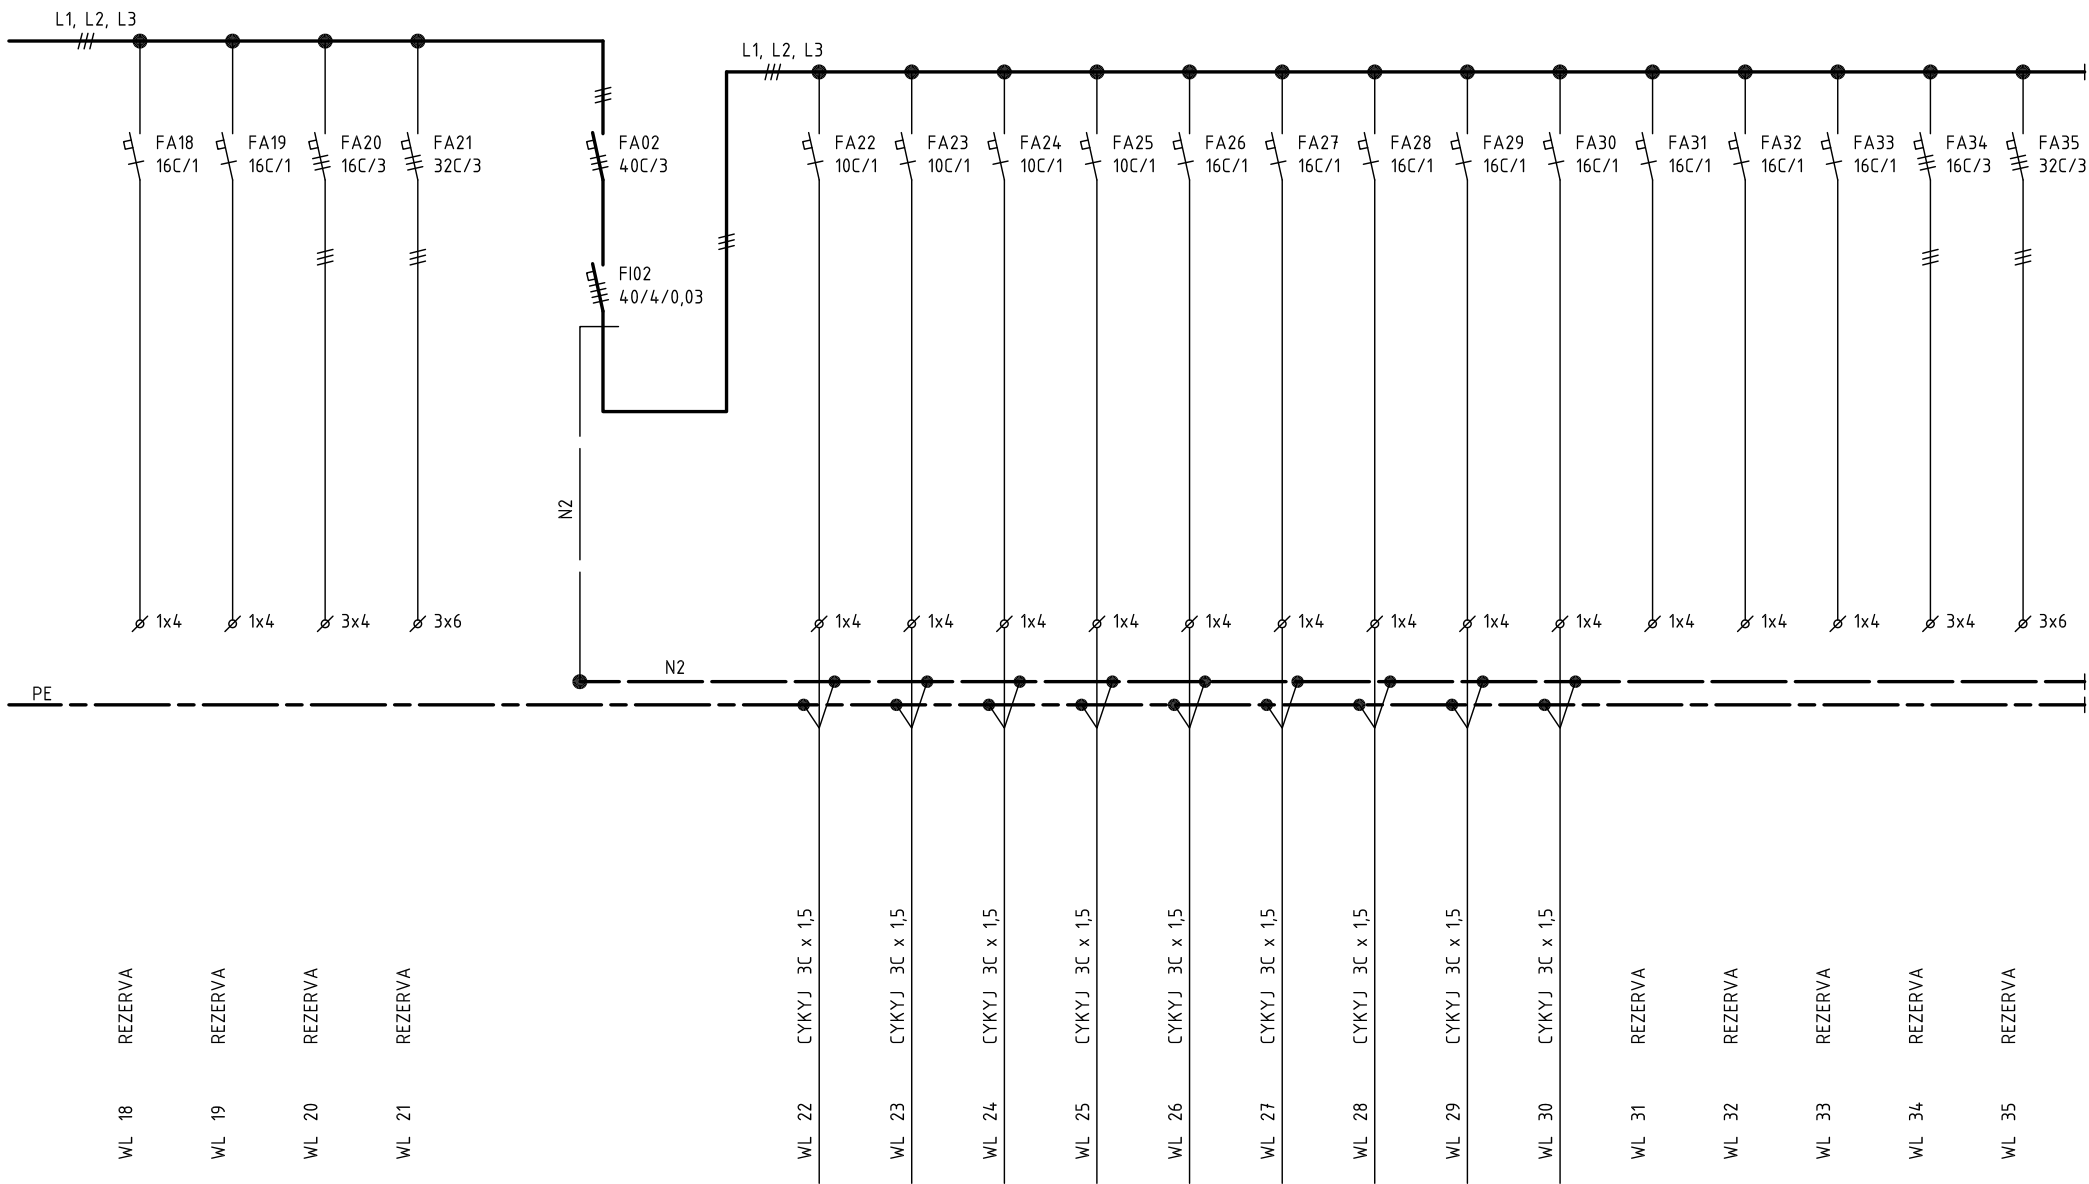 L1, L2, L3
L1, L2, L3
FA18
16C/1
FA19
16C/1
FA20
16C/3
FA21
32C/3
FA02
40C/3
FA22
10C/1
FA23
10C/1
FA24
10C/1
FA25
10C/1
FA26
16C/1
FA27
16C/1
FA28
16C/1
FA29
16C/1
FA30
16C/1
FA31
16C/1
FA32
16C/1
FA33
16C/1
FA34
16C/3
FA35
32C/3
FI02
40/4/0,03
N2
1x4
1x4
3x4
3x6
1x4
1x4
1x4
1x4
1x4
1x4
1x4
1x4
1x4
1x4
1x4
1x4
3x4
3x6
N2
PE
WL 18 REZERVA
WL 19 REZERVA
WL 20 REZERVA
WL 21 REZERVA
WL 22 CYKYJ 3C x 1,5
WL 23 CYKYJ 3C x 1,5
WL 24 CYKYJ 3C x 1,5
WL 25 CYKYJ 3C x 1,5
WL 26 CYKYJ 3C x 1,5
WL 27 CYKYJ 3C x 1,5
WL 28 CYKYJ 3C x 1,5
WL 29 CYKYJ 3C x 1,5
WL 30 CYKYJ 3C x 1,5
WL 31 REZERVA
WL 32 REZERVA
WL 33 REZERVA
WL 34 REZERVA
WL 35 REZERVA